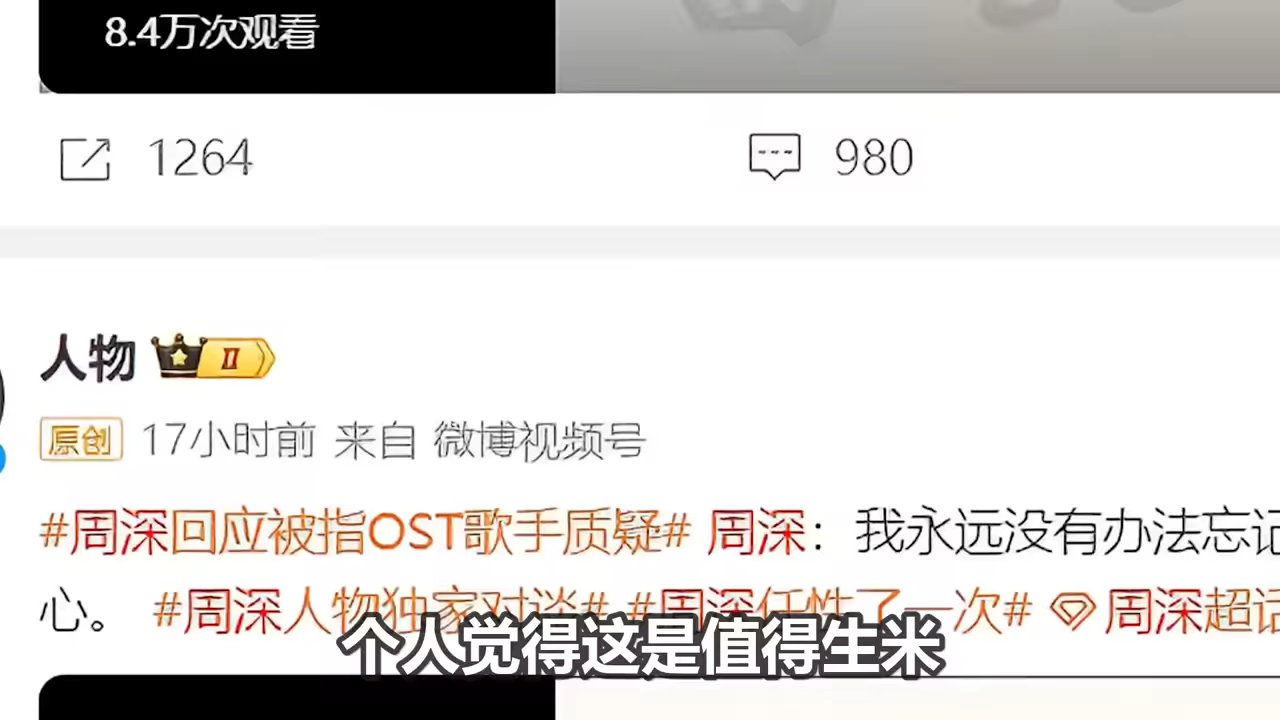 8.4万次观看
1264 980
人物 II
原创 17小时前 来自 微博视频号
#周深回应被指OST歌手质疑# 周深：我永远没有办法忘记
心。 #周深人物独家对谈# #周深任性了一次# 周深超话
个人觉得这是值得生米